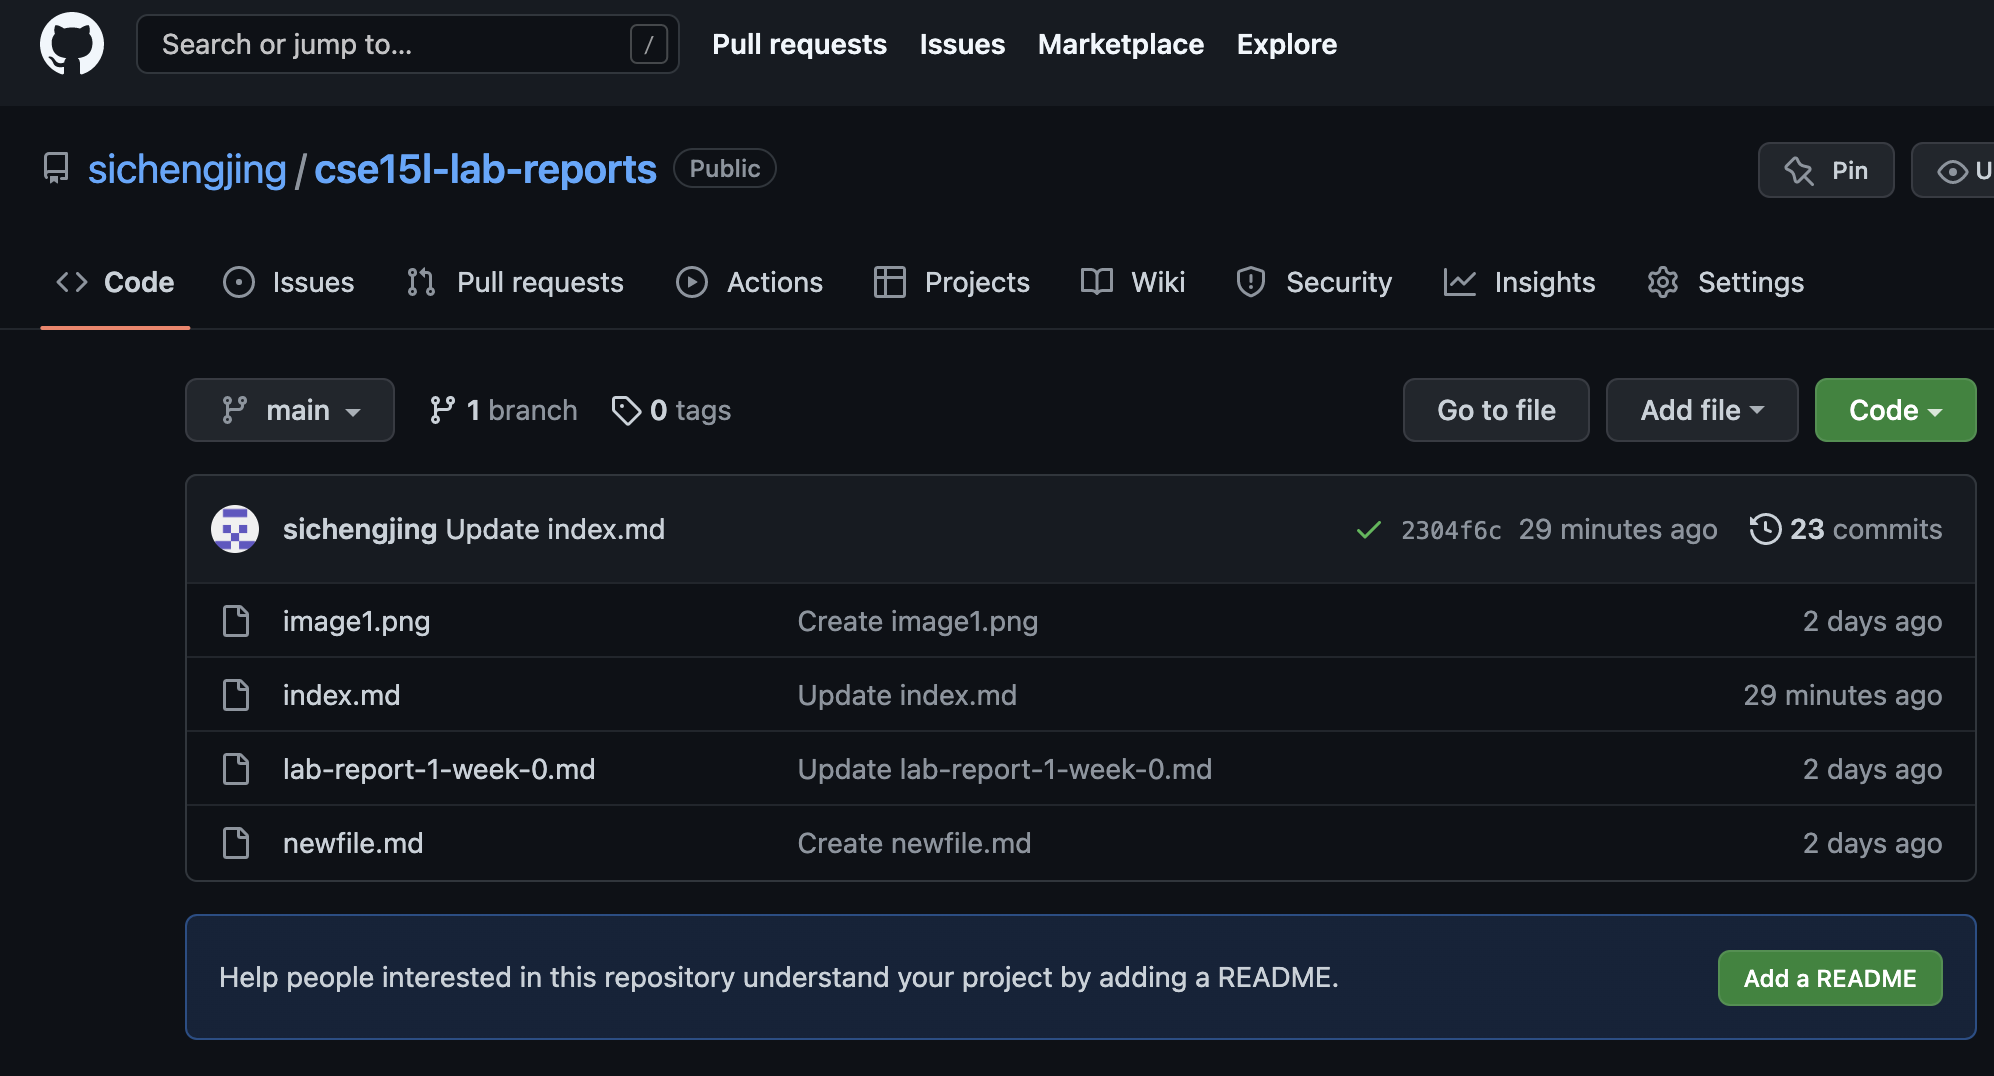 Search or jump to... / Pull requests Issues Marketplace Explore
sichengjing / cse15l-lab-reports Public Pin U
Code Issues Pull requests Actions Projects Wiki Security Insights Settings
main 1 branch 0 tags Go to file Add file Code
sichengjing Update index.md 2304f6c 29 minutes ago 23 commits
image1.png Create image1.png 2 days ago
index.md Update index.md 29 minutes ago
lab-report-1-week-0.md Update lab-report-1-week-0.md 2 days ago
newfile.md Create newfile.md 2 days ago
Help people interested in this repository understand your project by adding a README. Add a README